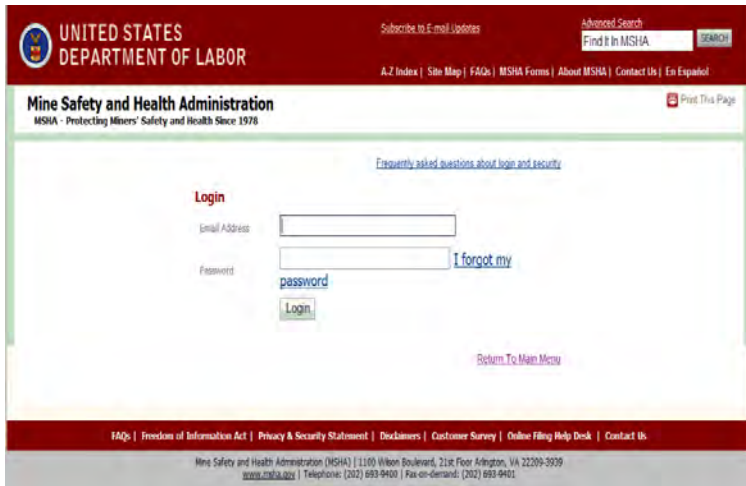 UNITED STATES
DEPARTMENT OF LABOR
Subscribe to E-mail Updates
Advanced Search
Find It In MSHA
SEARCH
A-Z Index | Site Map | FAQs | MSHA Forms | About MSHA | Contact Us | En Español
Mine Safety and Health Administration
MSHA - Protecting Miners' Safety and Health Since 1978
Print This Page
Frequently asked questions about login and security
Login
Email Address
Password
I forgot my
password
Login
Return To Main Menu
FAQs | Freedom of Information Act | Privacy & Security Statement | Disclaimers | Customer Survey | Online Filing Help Desk | Contact Us
Mine Safety and Health Administration (MSHA) | 1100 Wilson Boulevard, 21st Floor Arlington, VA 22209-3939
www.msha.gov | Telephone: (202) 693-9400 | Fax-on-demand: (202) 693-9401